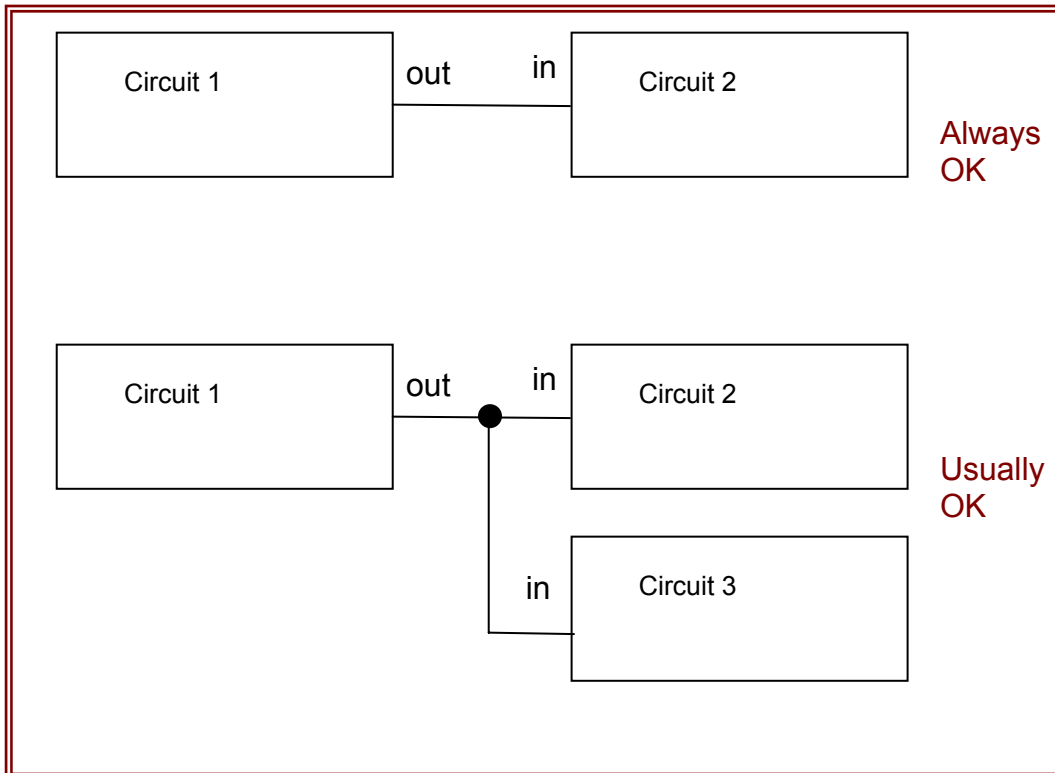 Circuit 1
out
in
Circuit 2
Always
OK
Circuit 1
out
in
Circuit 2
Usually
OK
in
Circuit 3